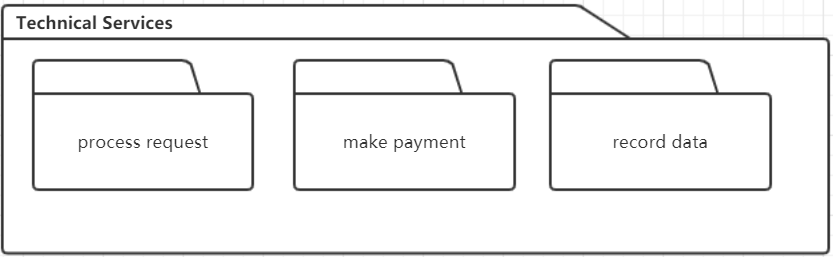 Technical Services
process request
make payment
record data